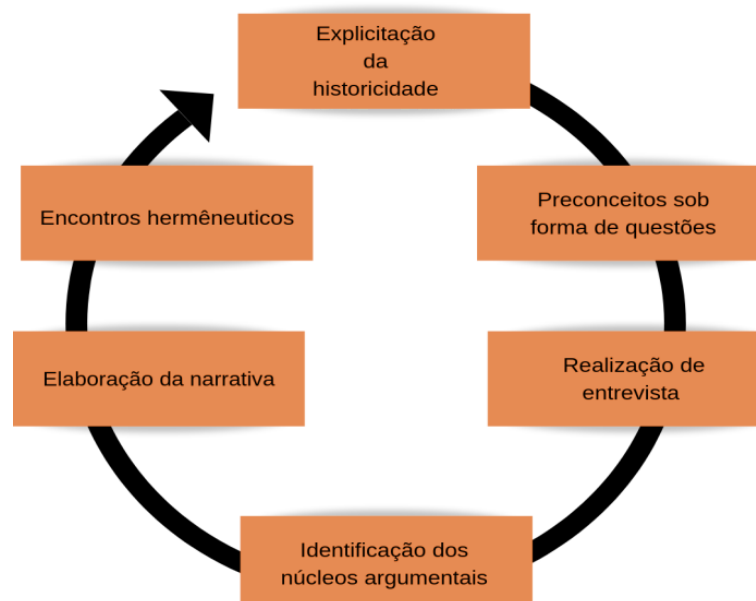 Explicitação
da
historicidade
Preconceitos sob
forma de questões
Realização de
entrevista
Identificação dos
núcleos argumentais
Elaboração da narrativa
Encontros hermêneuticos